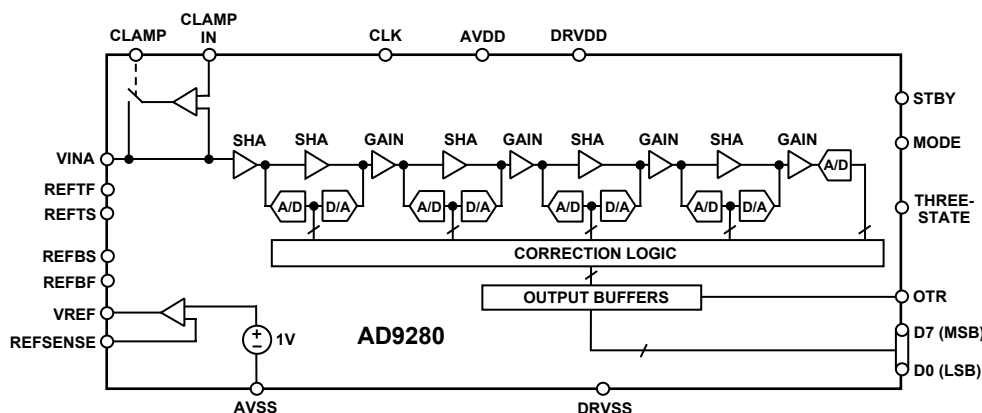 CLAMP
CLAMP
IN
CLK
AVDD
DRVDD
STBY
MODE
THREE-
STATE
VINA
REFTF
REFTS
REFBS
REFBF
VREF
REFSENSE
SHA
SHA
GAIN
SHA
GAIN
SHA
GAIN
SHA
GAIN
A/D
A/D
D/A
A/D
D/A
A/D
D/A
A/D
D/A
CORRECTION LOGIC
OUTPUT BUFFERS
OTR
+
−
1V
AD9280
D7 (MSB)
D0 (LSB)
AVSS
DRVSS